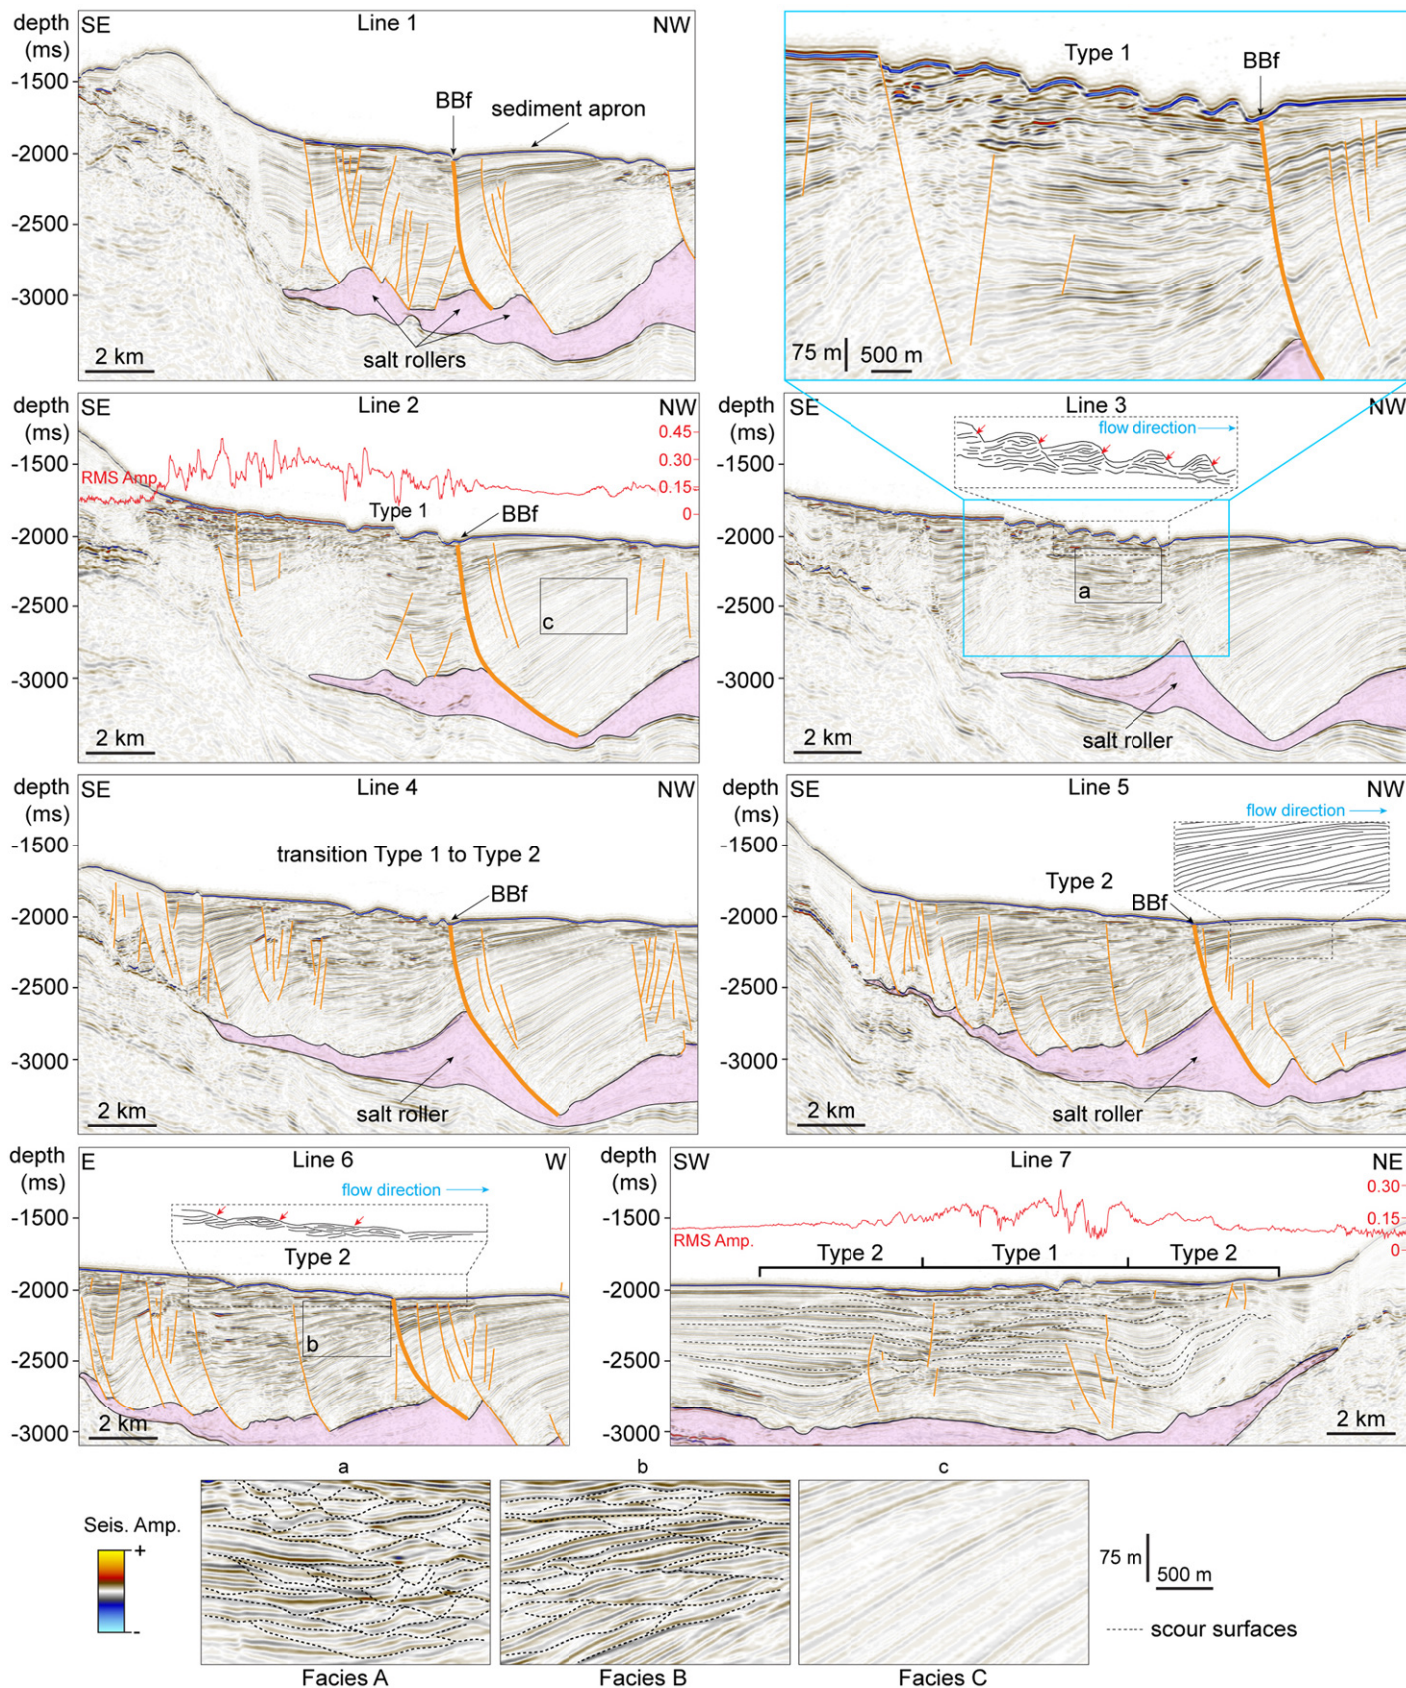 depth
(ms)
SE
Line 1
NW
-1500
-2000
-2500
-3000
BBf
sediment apron
salt rollers
2 km
Type 1
BBf
75 m
500 m
depth
(ms)
SE
Line 2
NW
-1500
-2000
-2500
-3000
RMS Amp.
0.45
0.30
0.15
0
Type 1
BBf
c
2 km
depth
(ms)
SE
Line 3
NW
flow direction
-1500
-2000
-2500
-3000
a
salt roller
2 km
depth
(ms)
SE
Line 4
NW
-1500
-2000
-2500
-3000
transition Type 1 to Type 2
BBf
salt roller
2 km
depth
(ms)
SE
Line 5
NW
flow direction
-1500
-2000
-2500
-3000
Type 2
BBf
salt roller
2 km
depth
(ms)
E
Line 6
W
flow direction
-1500
-2000
-2500
-3000
Type 2
b
2 km
depth
(ms)
SW
Line 7
NE
-1500
-2000
-2500
-3000
RMS Amp.
0.30
0.15
0
Type 2
Type 1
Type 2
2 km
a
b
c
Seis. Amp.
+
-
75 m
500 m
scour surfaces
Facies A
Facies B
Facies C